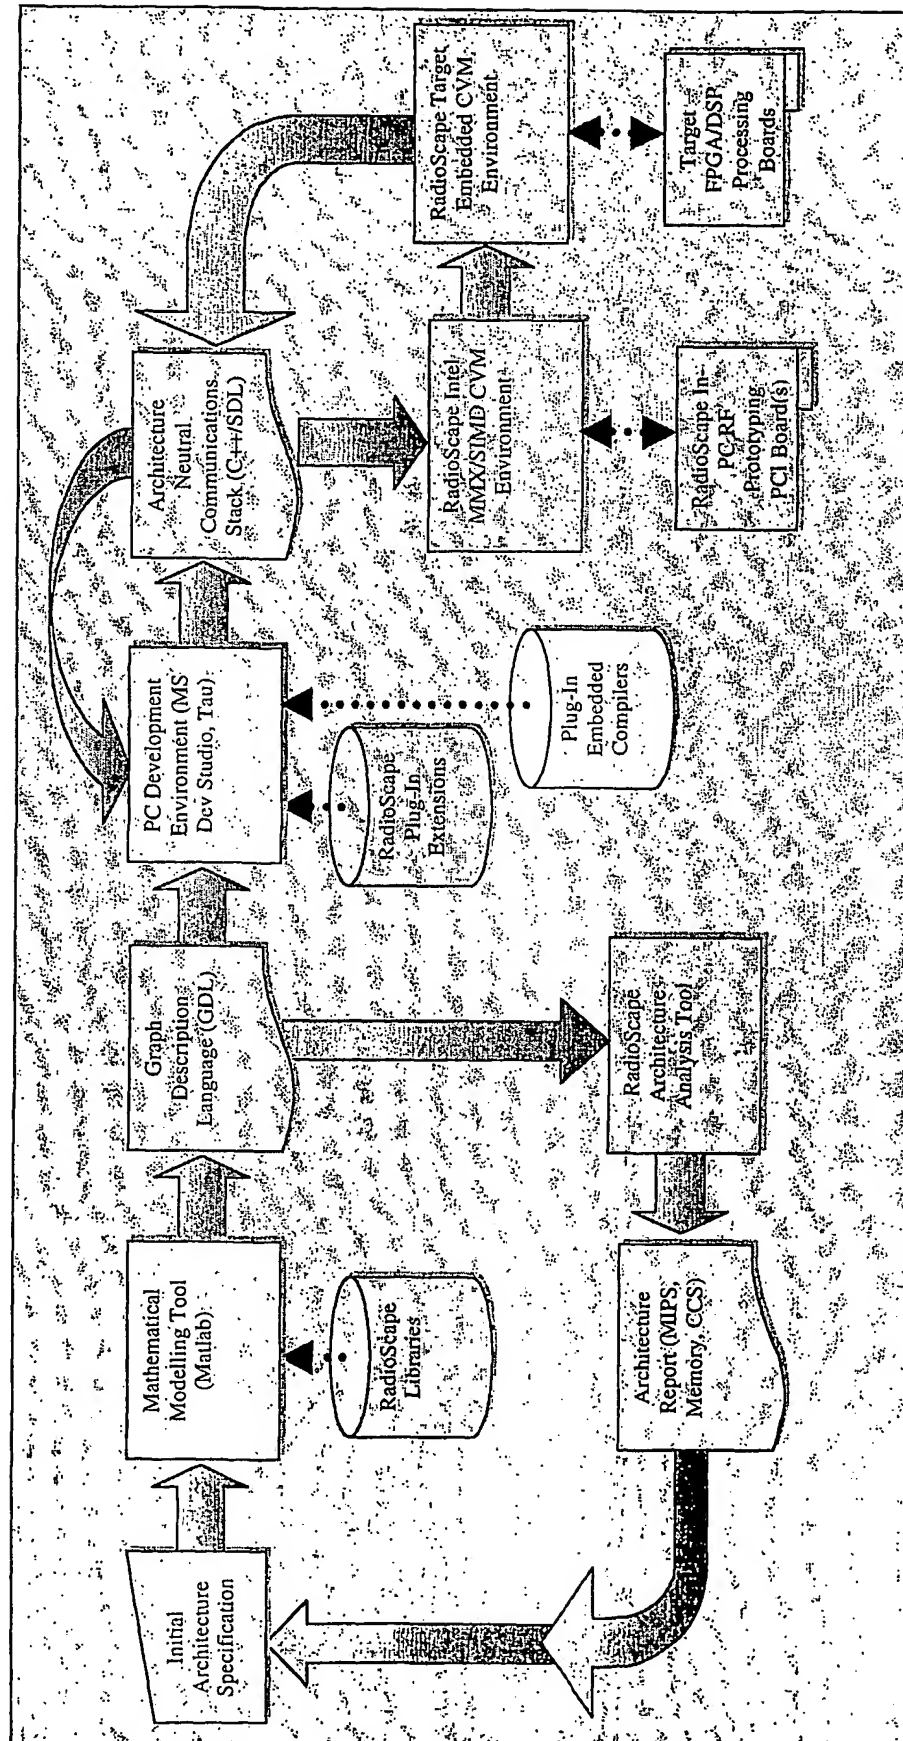 Initial
Architecture
Specification
Mathematical
Modelling Tool
(Matlab)
Graph
Description
Language (GDL)
PC Development
Environment (MS
Dev Studio, Tau)
Architecture
Neutral
Communications
Stack (C++/SDL)
RadioScape
Libraries
RadioScape
Plug-In
Extensions
Plug-In
Embedded
Compilers
RadioScape Intel
MMX/SIMD CVM
Environment
RadioScape Target
Embedded CVM
Environment
Architecture
Report (MIPS,
Memory, CCS)
RadioScape
Architecture
Analysis Tool
RadioScape In-
PC RF
Prototyping
PCI Board(s)
Target
FPGA/DSP
Processing
Boards